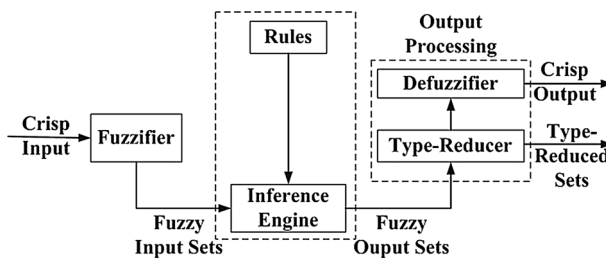 Output
Processing
Rules
Defuzzifier
Crisp
Output
Crisp
Input
Fuzzifier
Type-Reducer
Type-
Reduced
Sets
Inference
Engine
Fuzzy
Input Sets
Fuzzy
Ouput Sets